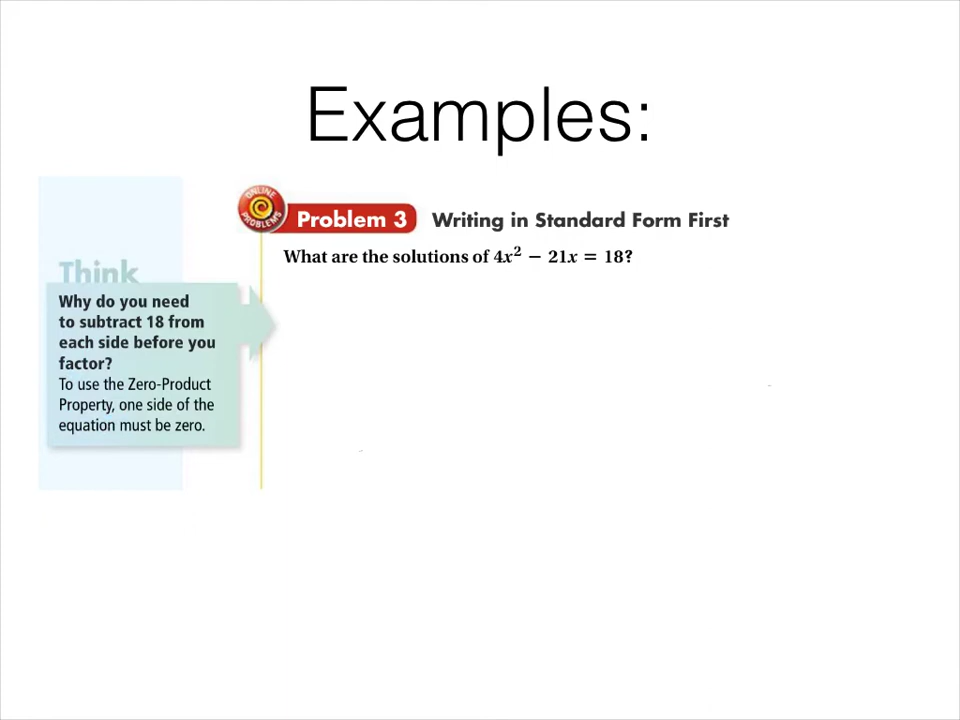 Examples:
ONLINE
PROBLEMS
Problem 3 Writing in Standard Form First
What are the solutions of 4x² − 21x = 18?
Think
Why do you need
to subtract 18 from
each side before you
factor?
To use the Zero-Product
Property, one side of the
equation must be zero.